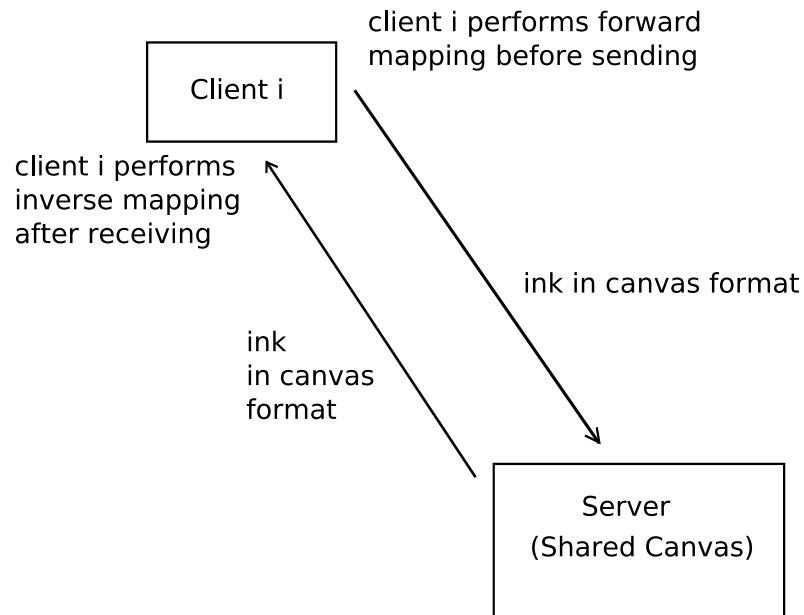 client i performs forward
mapping before sending
Client i
client i performs
inverse mapping
after receiving
ink in canvas format
ink
in canvas
format
Server
(Shared Canvas)